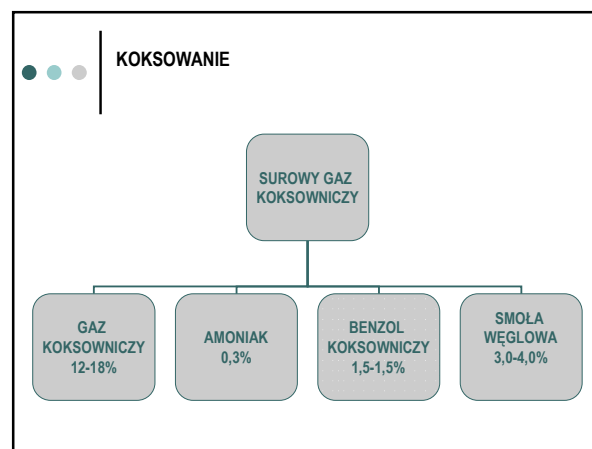 KOKSOWANIE
SUROWY GAZ
KOKSOWNICZY
GAZ
KOKSOWNICZY
12-18%
AMONIAK
0,3%
BENZOL
KOKSOWNICZY
1,5-1,5%
SMOŁA
WĘGLOWA
3,0-4,0%